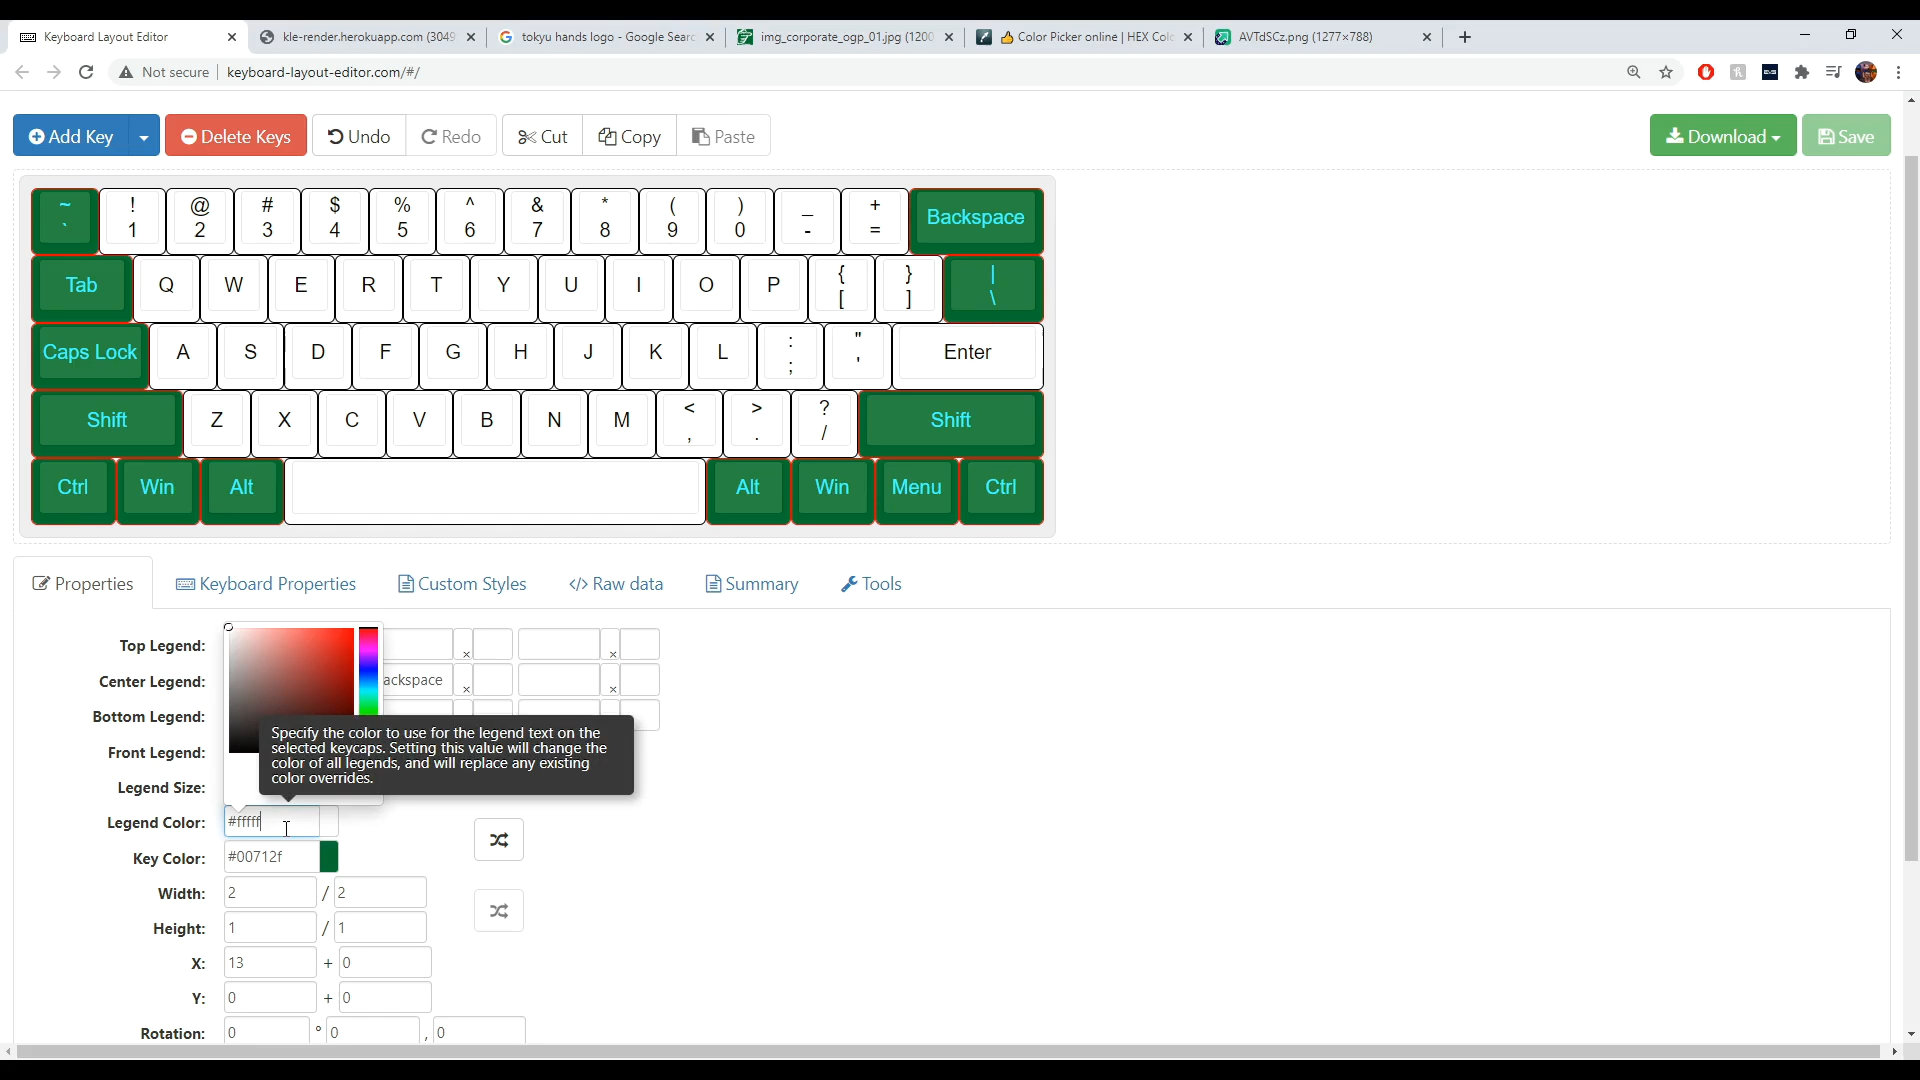 Keyboard Layout Editor
kle-render.herokuapp.com (3049
tokyu hands logo - Google Searc
img_corporate_ogp_01.jpg (1200
Color Picker online | HEX Colo
AVTdSCz.png (1277×788)
Not secure
keyboard-layout-editor.com/#/
Add Key
Delete Keys
Undo
Redo
Cut
Copy
Paste
Download
Save
~ ! @ # $ % ^ & * ( ) _ +
` 1 2 3 4 5 6 7 8 9 0 - = Backspace
Tab Q W E R T Y U I O P { } |
[ ] \
Caps Lock A S D F G H J K L : " Enter
; '
Shift Z X C V B N M < > ? Shift
, . /
Ctrl Win Alt Alt Win Menu Ctrl
Properties
Keyboard Properties
Custom Styles
</> Raw data
Summary
Tools
Top Legend:
x x
Center Legend: ackspace
x x
Bottom Legend:
Front Legend:
Specify the color to use for the legend text on the
selected keycaps. Setting this value will change the
color of all legends, and will replace any existing
color overrides.
Legend Size:
Legend Color: #fffff
Key Color: #00712f
Width: 2 / 2
Height: 1 / 1
X: 13 + 0
Y: 0 + 0
Rotation: 0 ° 0 , 0